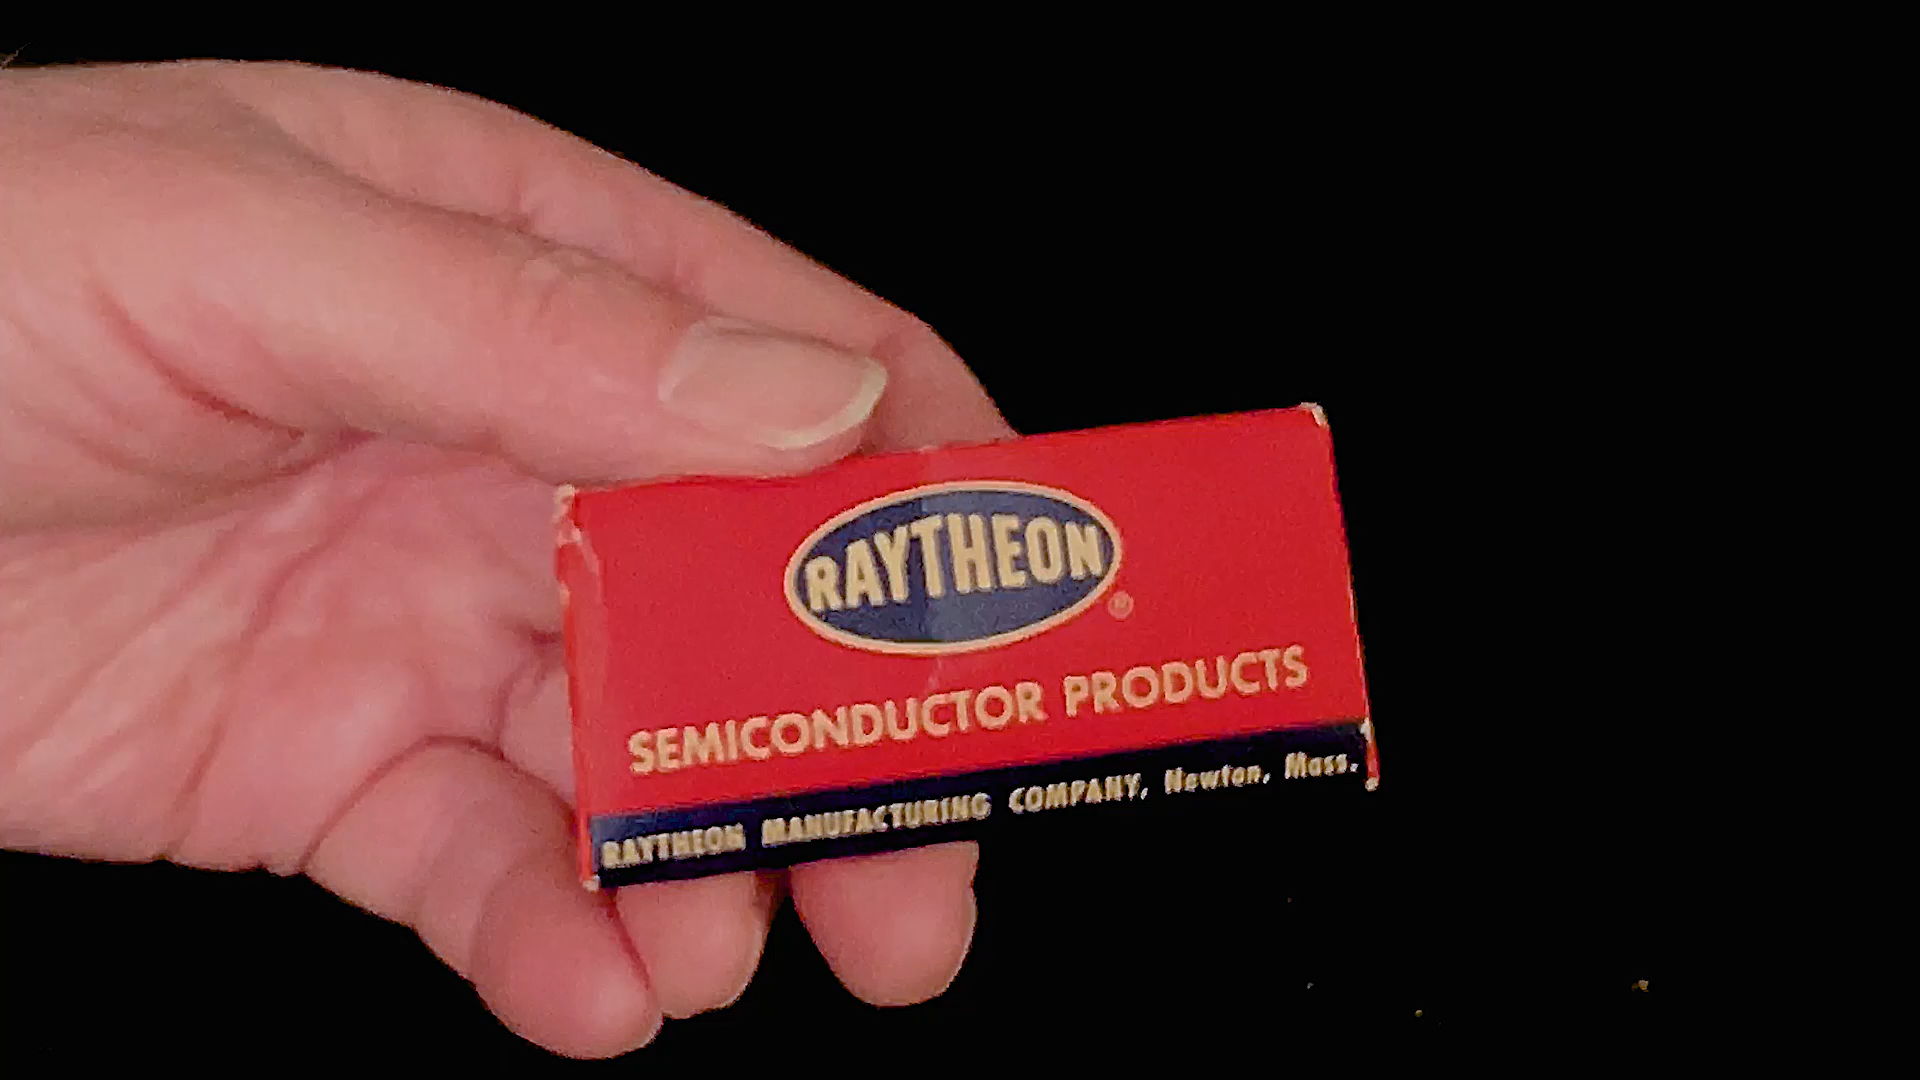 RAYTHEON
®
SEMICONDUCTOR PRODUCTS
RAYTHEON MANUFACTURING COMPANY, Newton, Mass.